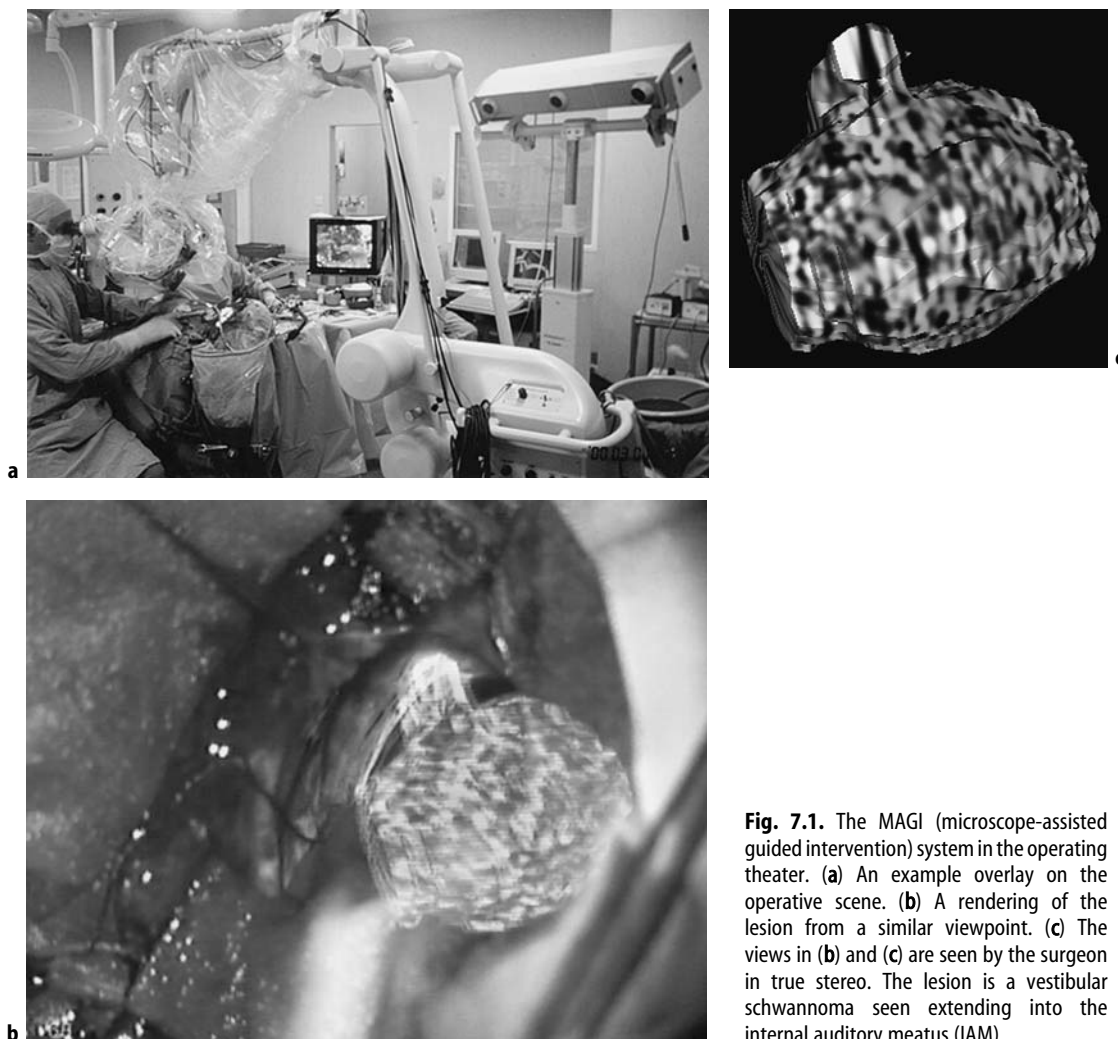 a
c
b
Fig. 7.1. The MAGI (microscope-assisted
guided intervention) system in the operating
theater. (a) An example overlay on the
operative scene. (b) A rendering of the
lesion from a similar viewpoint. (c) The
views in (b) and (c) are seen by the surgeon
in true stereo. The lesion is a vestibular
schwannoma seen extending into the
internal auditory meatus (IAM)